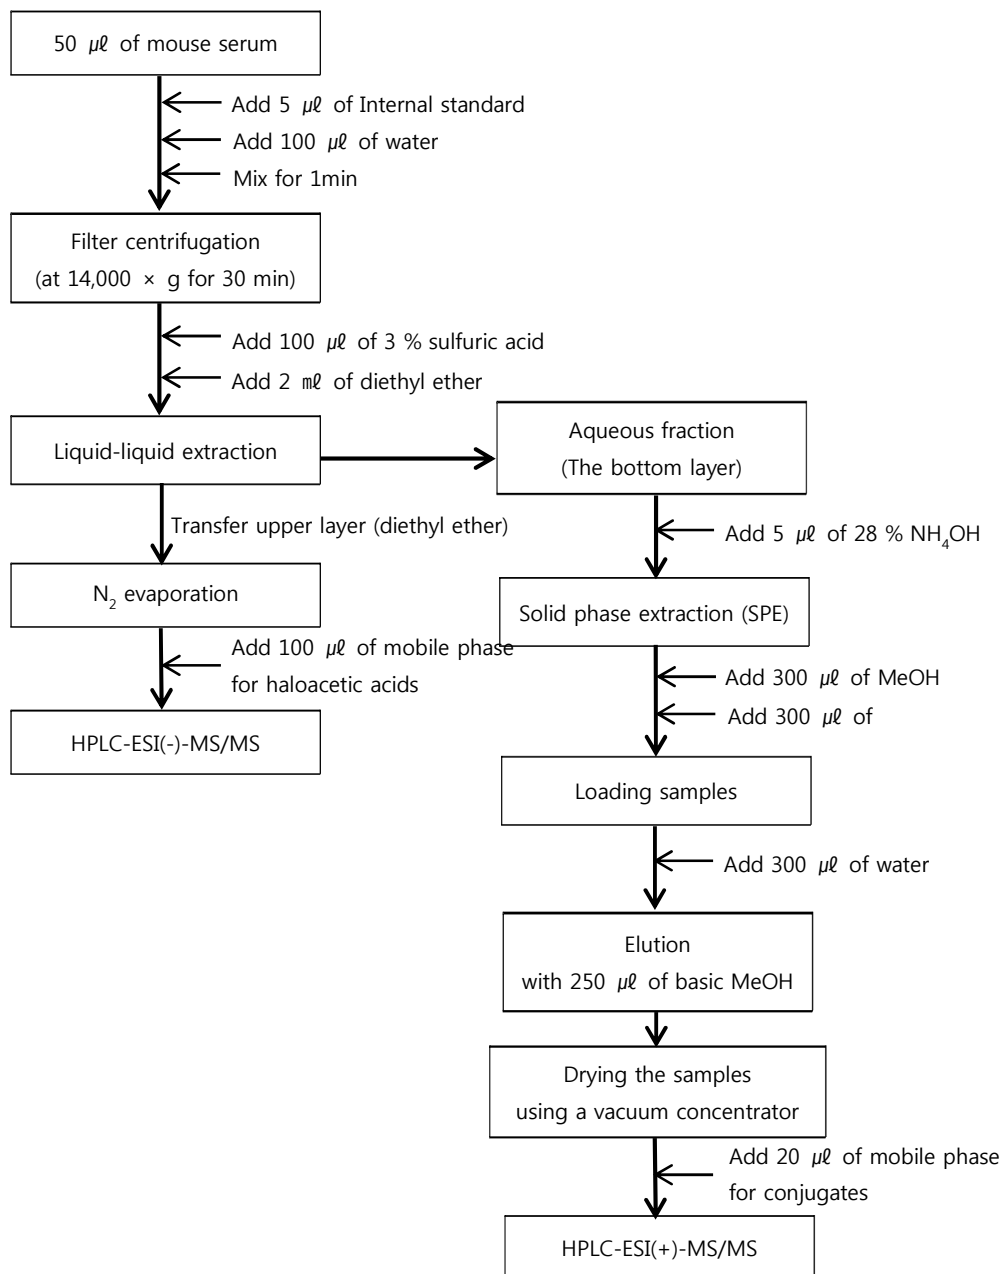 50 ㎕ of mouse serum
Add 5 ㎕ of Internal standard
Add 100 ㎕ of water
Mix for 1min
Filter centrifugation
(at 14,000 × g for 30 min)
Add 100 ㎕ of 3 % sulfuric acid
Add 2 ㎖ of diethyl ether
Liquid-liquid extraction
Transfer upper layer (diethyl ether)
N₂ evaporation
Add 100 ㎕ of mobile phase
for haloacetic acids
HPLC-ESI(-)-MS/MS
Aqueous fraction
(The bottom layer)
Add 5 ㎕ of 28 % NH₄OH
Solid phase extraction (SPE)
Add 300 ㎕ of MeOH
Add 300 ㎕ of
Loading samples
Add 300 ㎕ of water
Elution
with 250 ㎕ of basic MeOH
Drying the samples
using a vacuum concentrator
Add 20 ㎕ of mobile phase
for conjugates
HPLC-ESI(+)-MS/MS